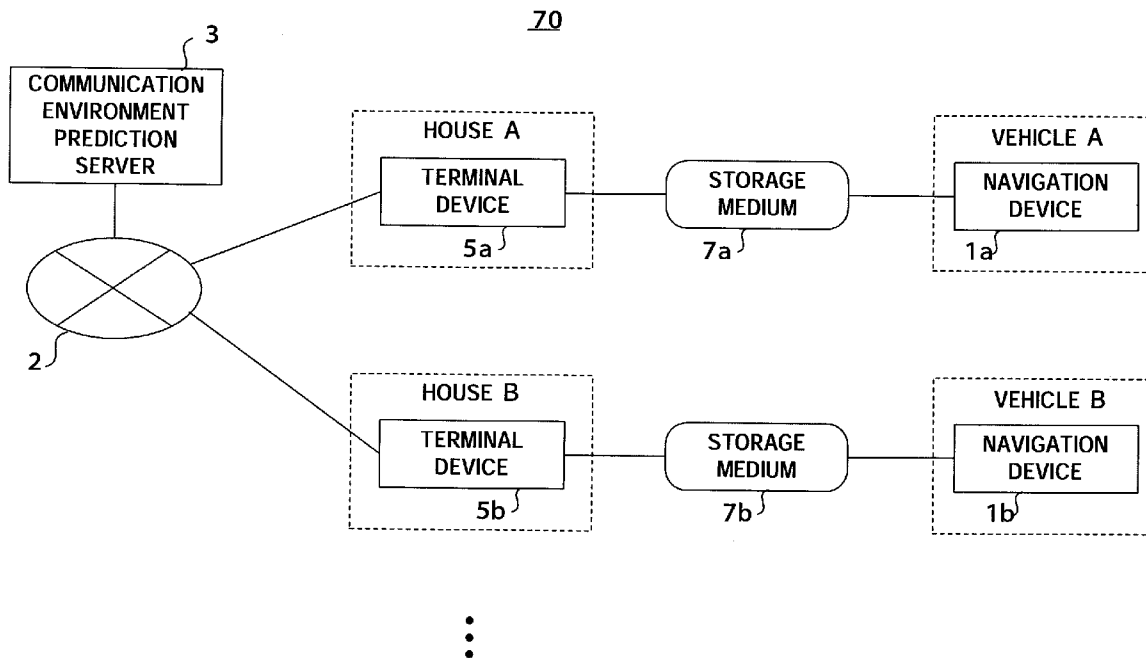 70
3
COMMUNICATION
ENVIRONMENT
PREDICTION
SERVER
2
HOUSE A
TERMINAL
DEVICE
5a
STORAGE
MEDIUM
7a
VEHICLE A
NAVIGATION
DEVICE
1a
HOUSE B
TERMINAL
DEVICE
5b
STORAGE
MEDIUM
7b
VEHICLE B
NAVIGATION
DEVICE
1b